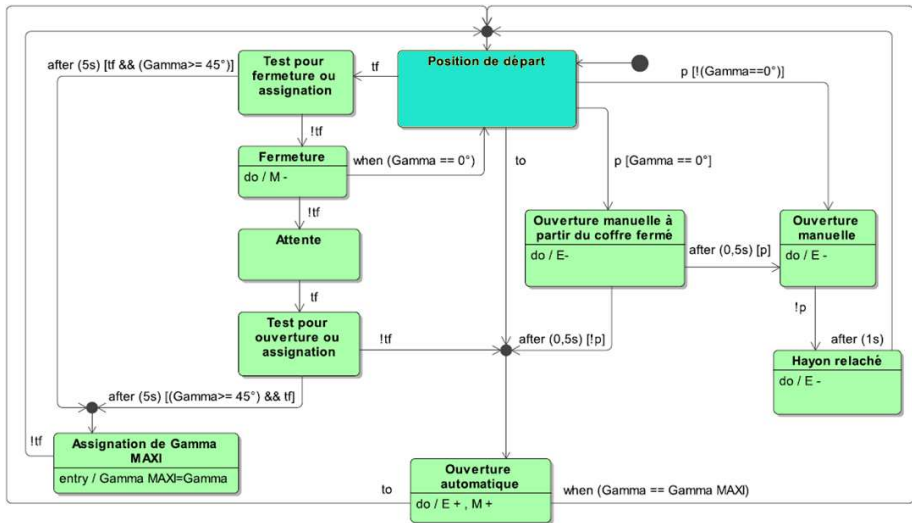 after (5s) [tf && (Gamma>= 45°)]
Test pour
fermeture ou
assignation
tf
Position de départ
p [!(Gamma==0°)]
!tf
Fermeture
do / M -
when (Gamma == 0°)
to
p [Gamma == 0°]
!tf
Attente
Ouverture manuelle à
partir du coffre fermé
do / E-
after (0,5s) [p]
Ouverture
manuelle
do / E -
tf
Test pour
ouverture ou
assignation
!tf
after (0,5s) [!p]
!p
after (1s)
Hayon relaché
do / E -
after (5s) [(Gamma>= 45°) && tf]
!tf
Assignation de Gamma
MAXI
entry / Gamma MAXI=Gamma
to
Ouverture
automatique
do / E + , M +
when (Gamma == Gamma MAXI)